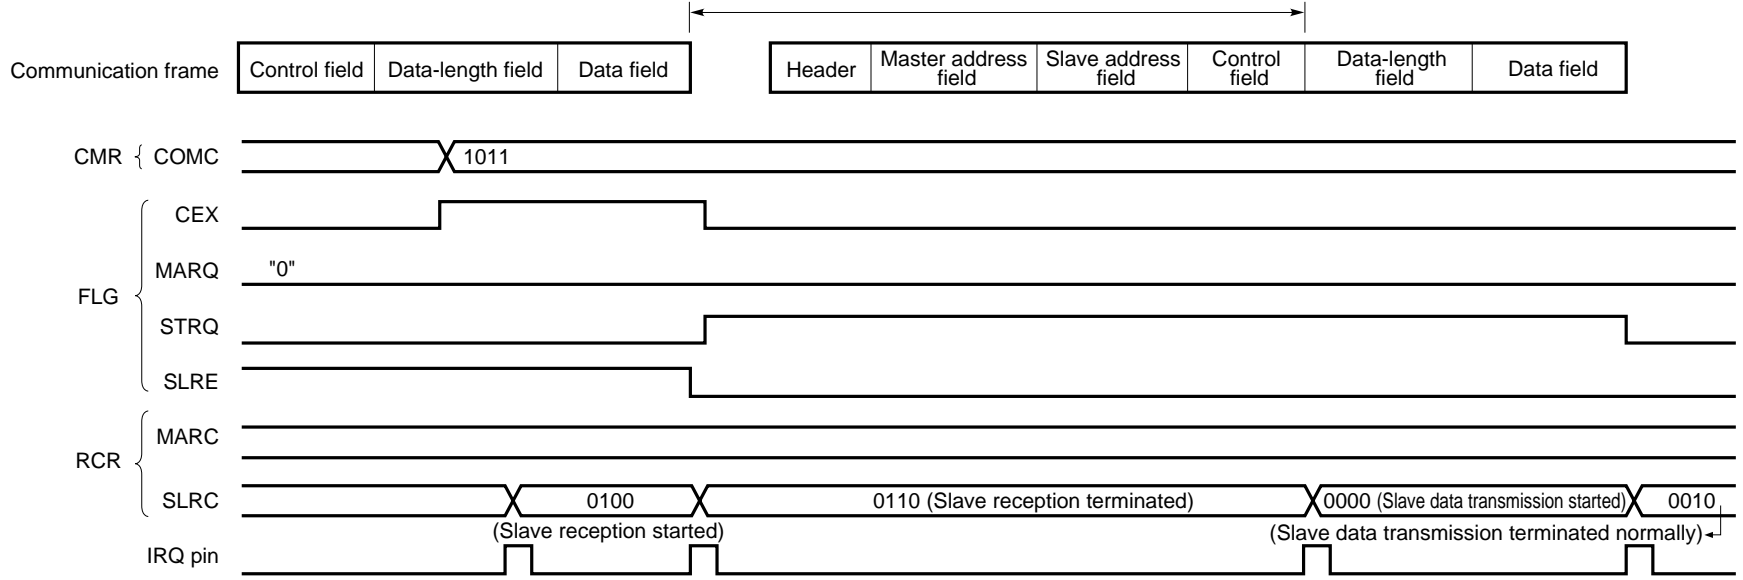 Communication frame
Control field
Data-length field
Data field
Header
Master address
field
Slave address
field
Control
field
Data-length
field
Data field
CMR { COMC
1011
CEX
MARQ
"0"
FLG
STRQ
SLRE
MARC
RCR
SLRC
0100
0110 (Slave reception terminated)
0000 (Slave data transmission started)
0010
(Slave reception started)
(Slave data transmission terminated normally)
IRQ pin